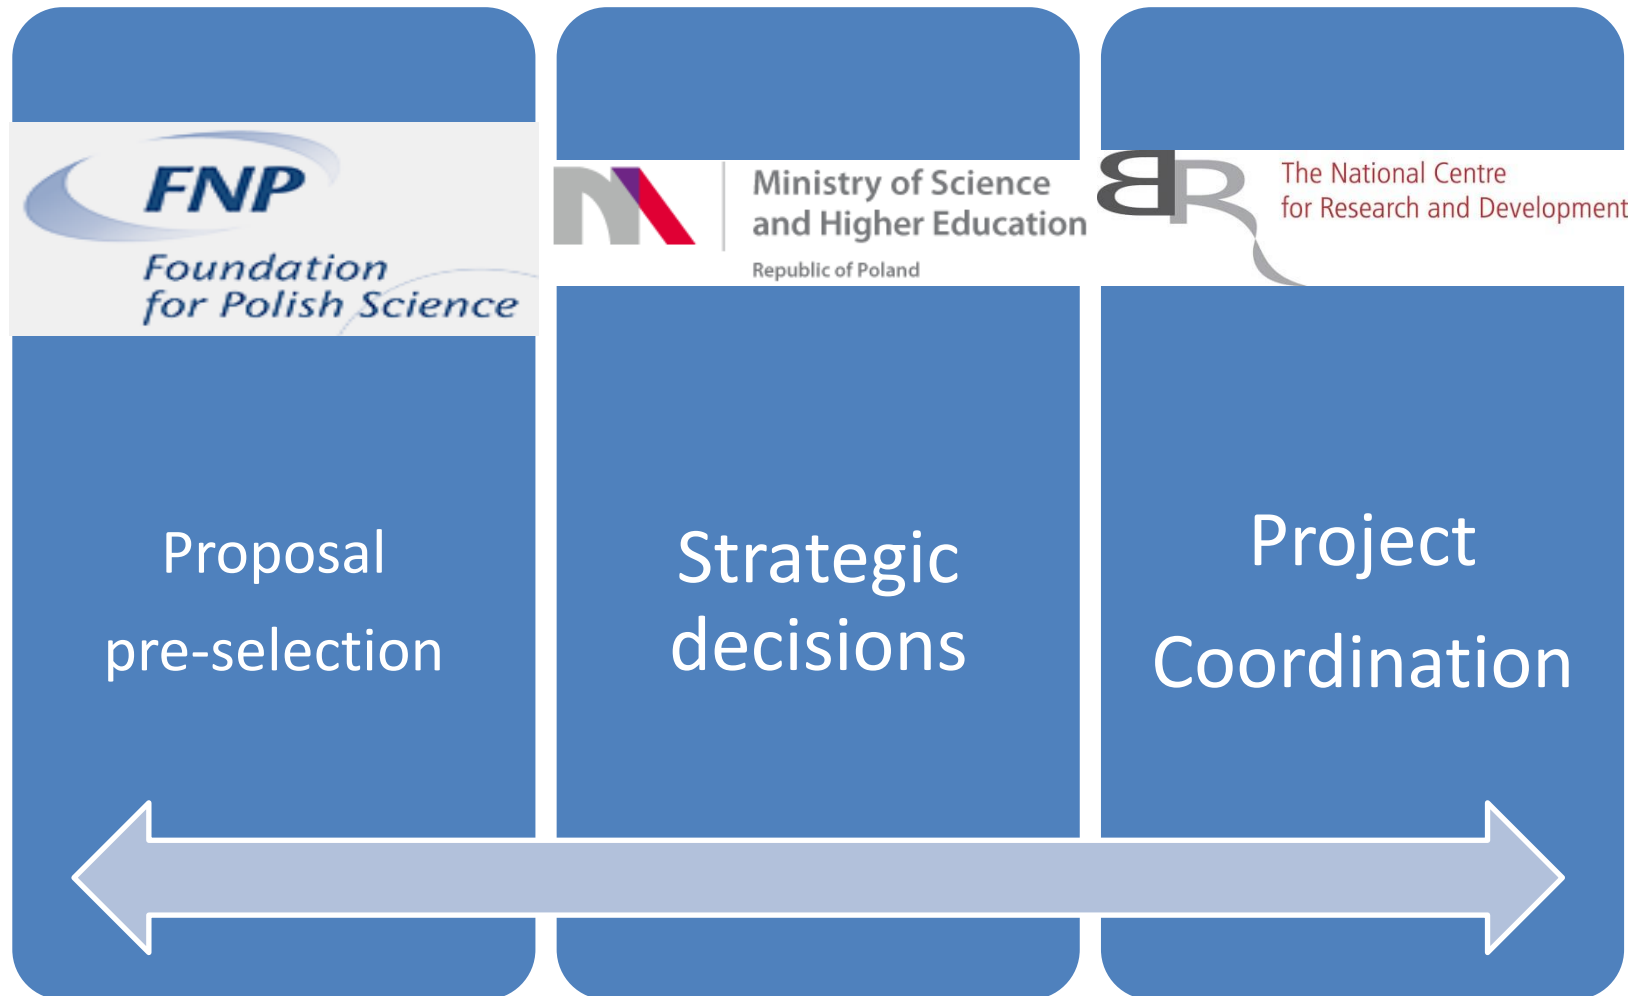 FNP
Foundation
for Polish Science
Proposal
pre-selection
Ministry of Science
and Higher Education
Republic of Poland
Strategic
decisions
BR
The National Centre
for Research and Development
Project
Coordination